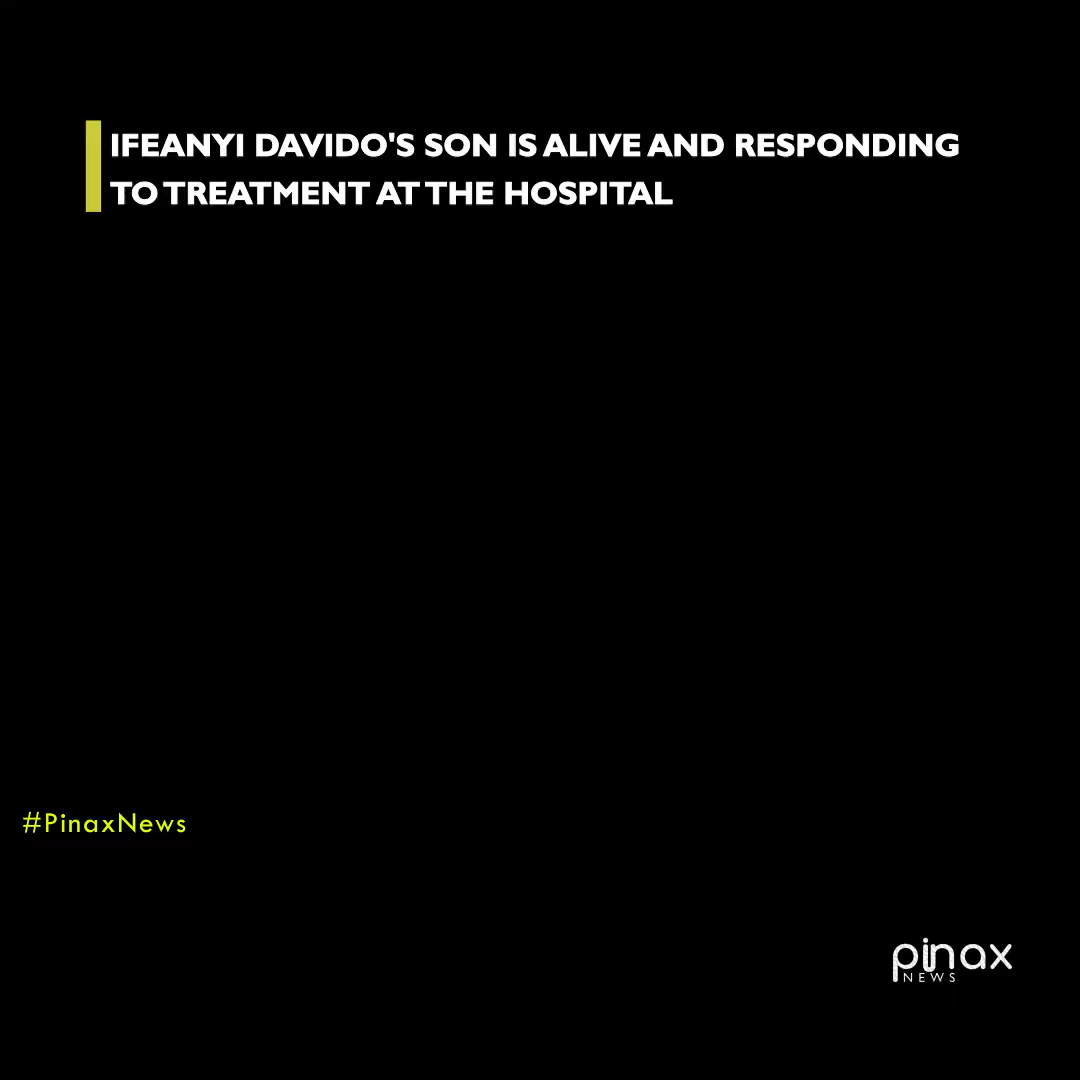 IFEANYI DAVIDO'S SON IS ALIVE AND RESPONDING
TO TREATMENT AT THE HOSPITAL
#PinaxNews
pinax
NEWS